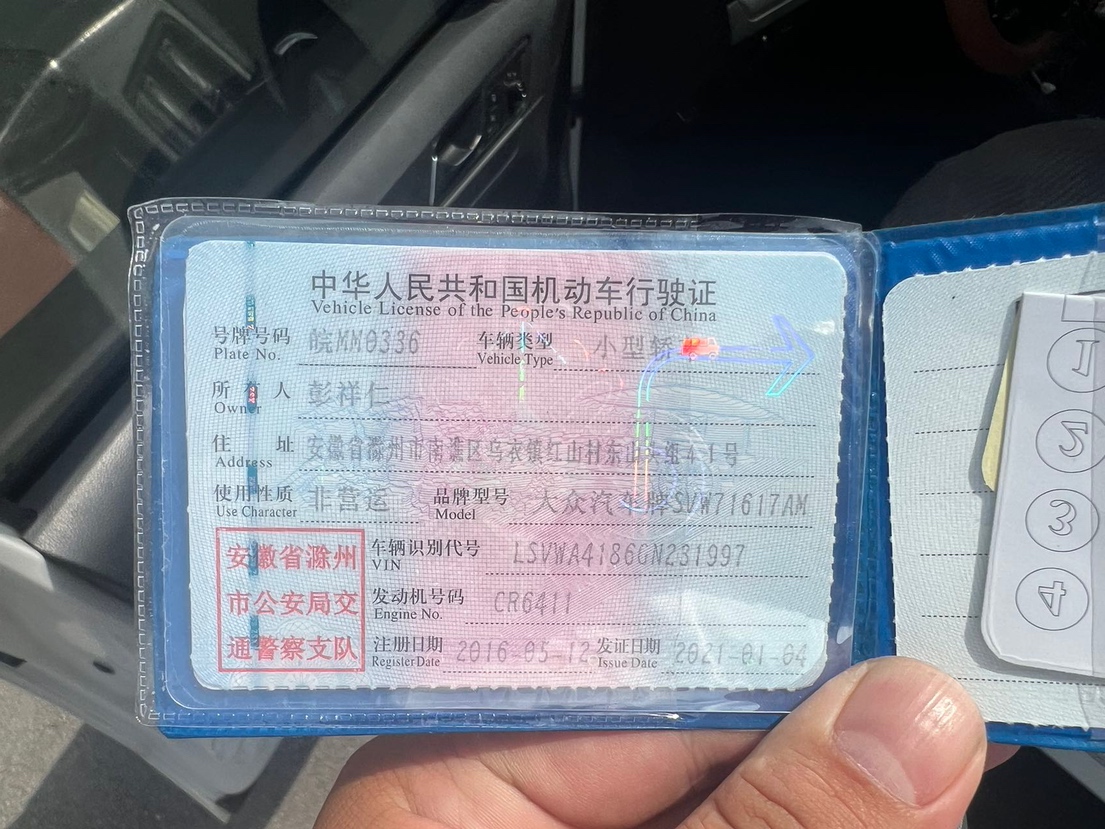 中华人民共和国机动车行驶证
Vehicle License of the People's Republic of China
号牌号码 皖MM0336 车辆类型 小型轿
Plate No. Vehicle Type
所有人 彭祥仁
Owner
住址 安徽省滁州市南谯区乌衣镇红山村东山组41号
Address
使用性质 非营运 品牌型号 大众汽车牌SVW71617AM
Use Character Model
安徽省滁州 车辆识别代号 LSVWA4186GN231997
VIN
市公安局交 发动机号码 CR6411
Engine No.
通警察支队 注册日期 2016-05-12 发证日期 2021-01-04
Register Date Issue Date
1
2
3
4